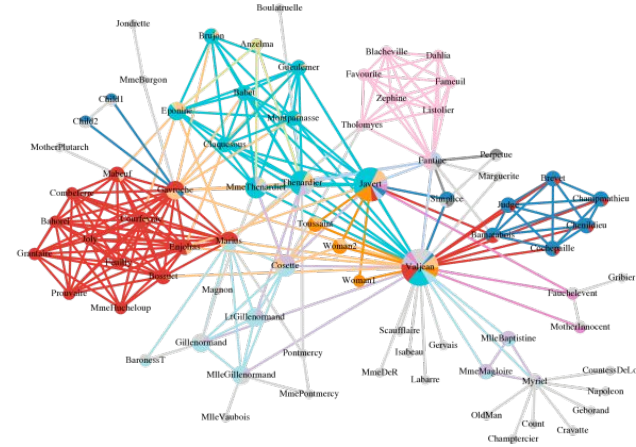 Boulatruelle
Jondrette
Brujon
Anzelma
Blacheville
Dahlia
Gueulemer
Favourite
Fameuil
MmeBurgon
Babet
Zephine
Child1
Eponine
Listolier
Montparnasse
Child2
Tholomyes
Claquesous
MotherPlutarch
Perpetue
Fantine
Mabeuf
Marguerite
Brevet
Thenardier
Javert
Combeferre
Gavroche
MmeThenardier
Simplice
Champmathieu
Judge
Courfeyrac
Bahorel
Toussaint
Chenildieu
Joly
Marius
Bamatabois
Enjolras
Woman2
Cochepaille
Grantaire
Feuilly
Cosette
Valjean
Bossuet
Woman1
Gribier
Magnon
Prouvaire
Fauchelevent
MmeHucheloup
LtGillenormand
Scaufflaire
MotherInnocent
Gillenormand
Gervais
MlleBaptistine
Pontmercy
Isabeau
BaronessT
MmeDeR
MmeMagloire
CountessDeLo
MlleGillenormand
Labarre
Myriel
MmePontmercy
Napoleon
MlleVaubois
OldMan
Geborand
Count
Cravatte
Champtercier